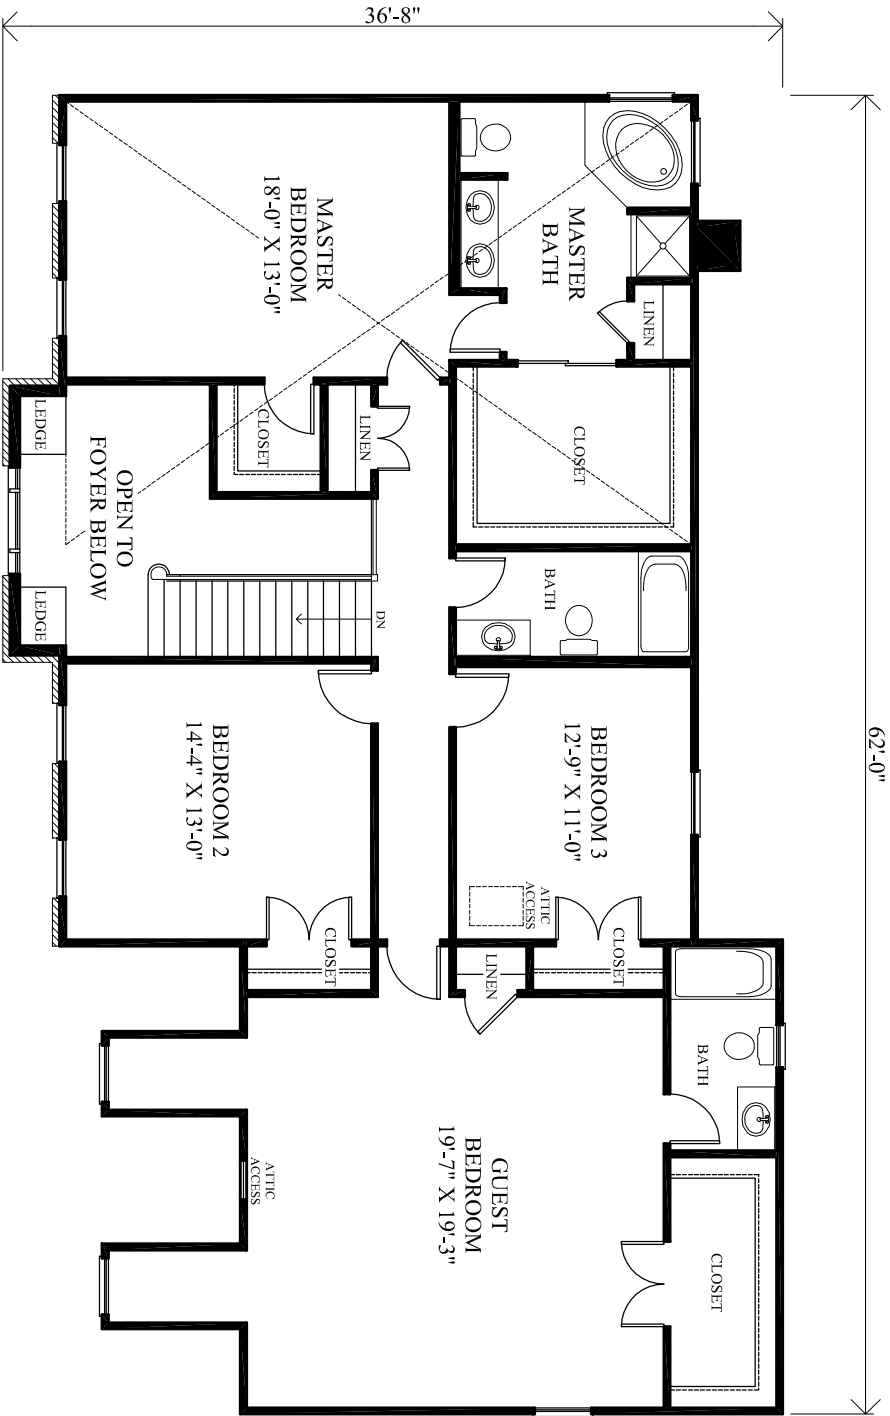 36'-8"
62'-0"
MASTER
BEDROOM
18'-0" X 13'-0"
MASTER
BATH
LINEN
CLOSET
CLOSET
LINEN
LEDGE
OPEN TO
FOYER BELOW
LEDGE
DN
BATH
BEDROOM 2
14'-4" X 13'-0"
BEDROOM 3
12'-9" X 11'-0"
ATTIC
ACCESS
CLOSET
CLOSET
LINEN
BATH
GUEST
BEDROOM
19'-7" X 19'-3"
ATTIC
ACCESS
CLOSET